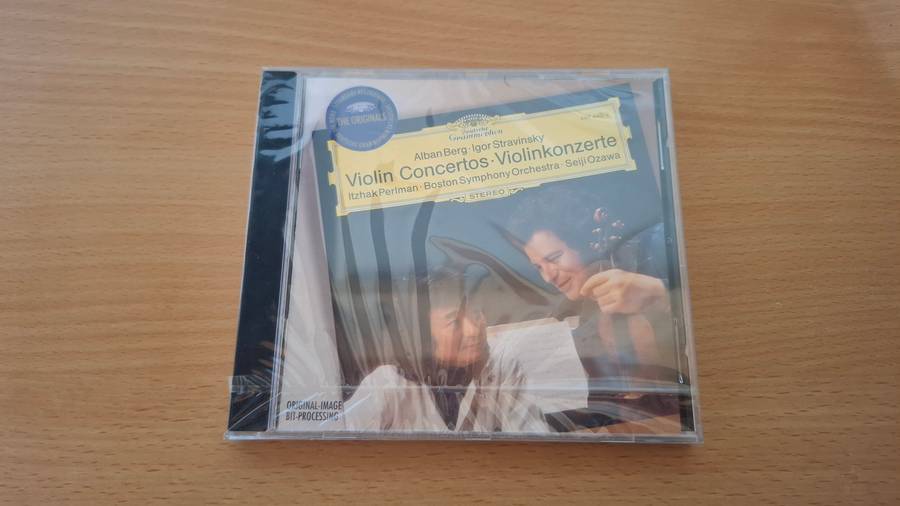 THE ORIGINALS
Deutsche
Grammophon
Alban Berg · Igor Stravinsky
Violin Concertos · Violinkonzerte
Itzhak Perlman · Boston Symphony Orchestra · Seiji Ozawa
STEREO
ORIGINAL-IMAGE
BIT-PROCESSING